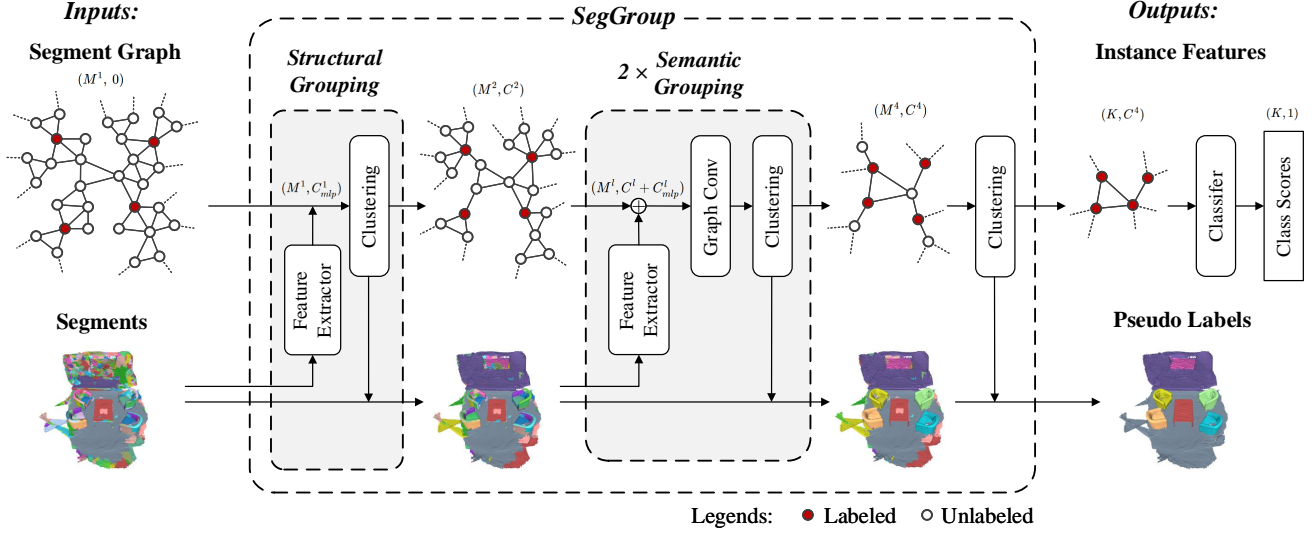 Inputs:
SegGroup
Outputs:
Segment Graph
Instance Features
(M¹, 0)
Structural
Grouping
(M², C²)
2 × Semantic
Grouping
(M⁴, C⁴)
(K, C⁴)
(K, 1)
(M¹, C¹ₘₗₚ)
Clustering
Feature
Extractor
(Mˡ, Cˡ + Cˡₘₗₚ)
Feature
Extractor
Graph Conv
Clustering
Clustering
Classifer
Class Scores
Segments
Pseudo Labels
Legends: Labeled Unlabeled